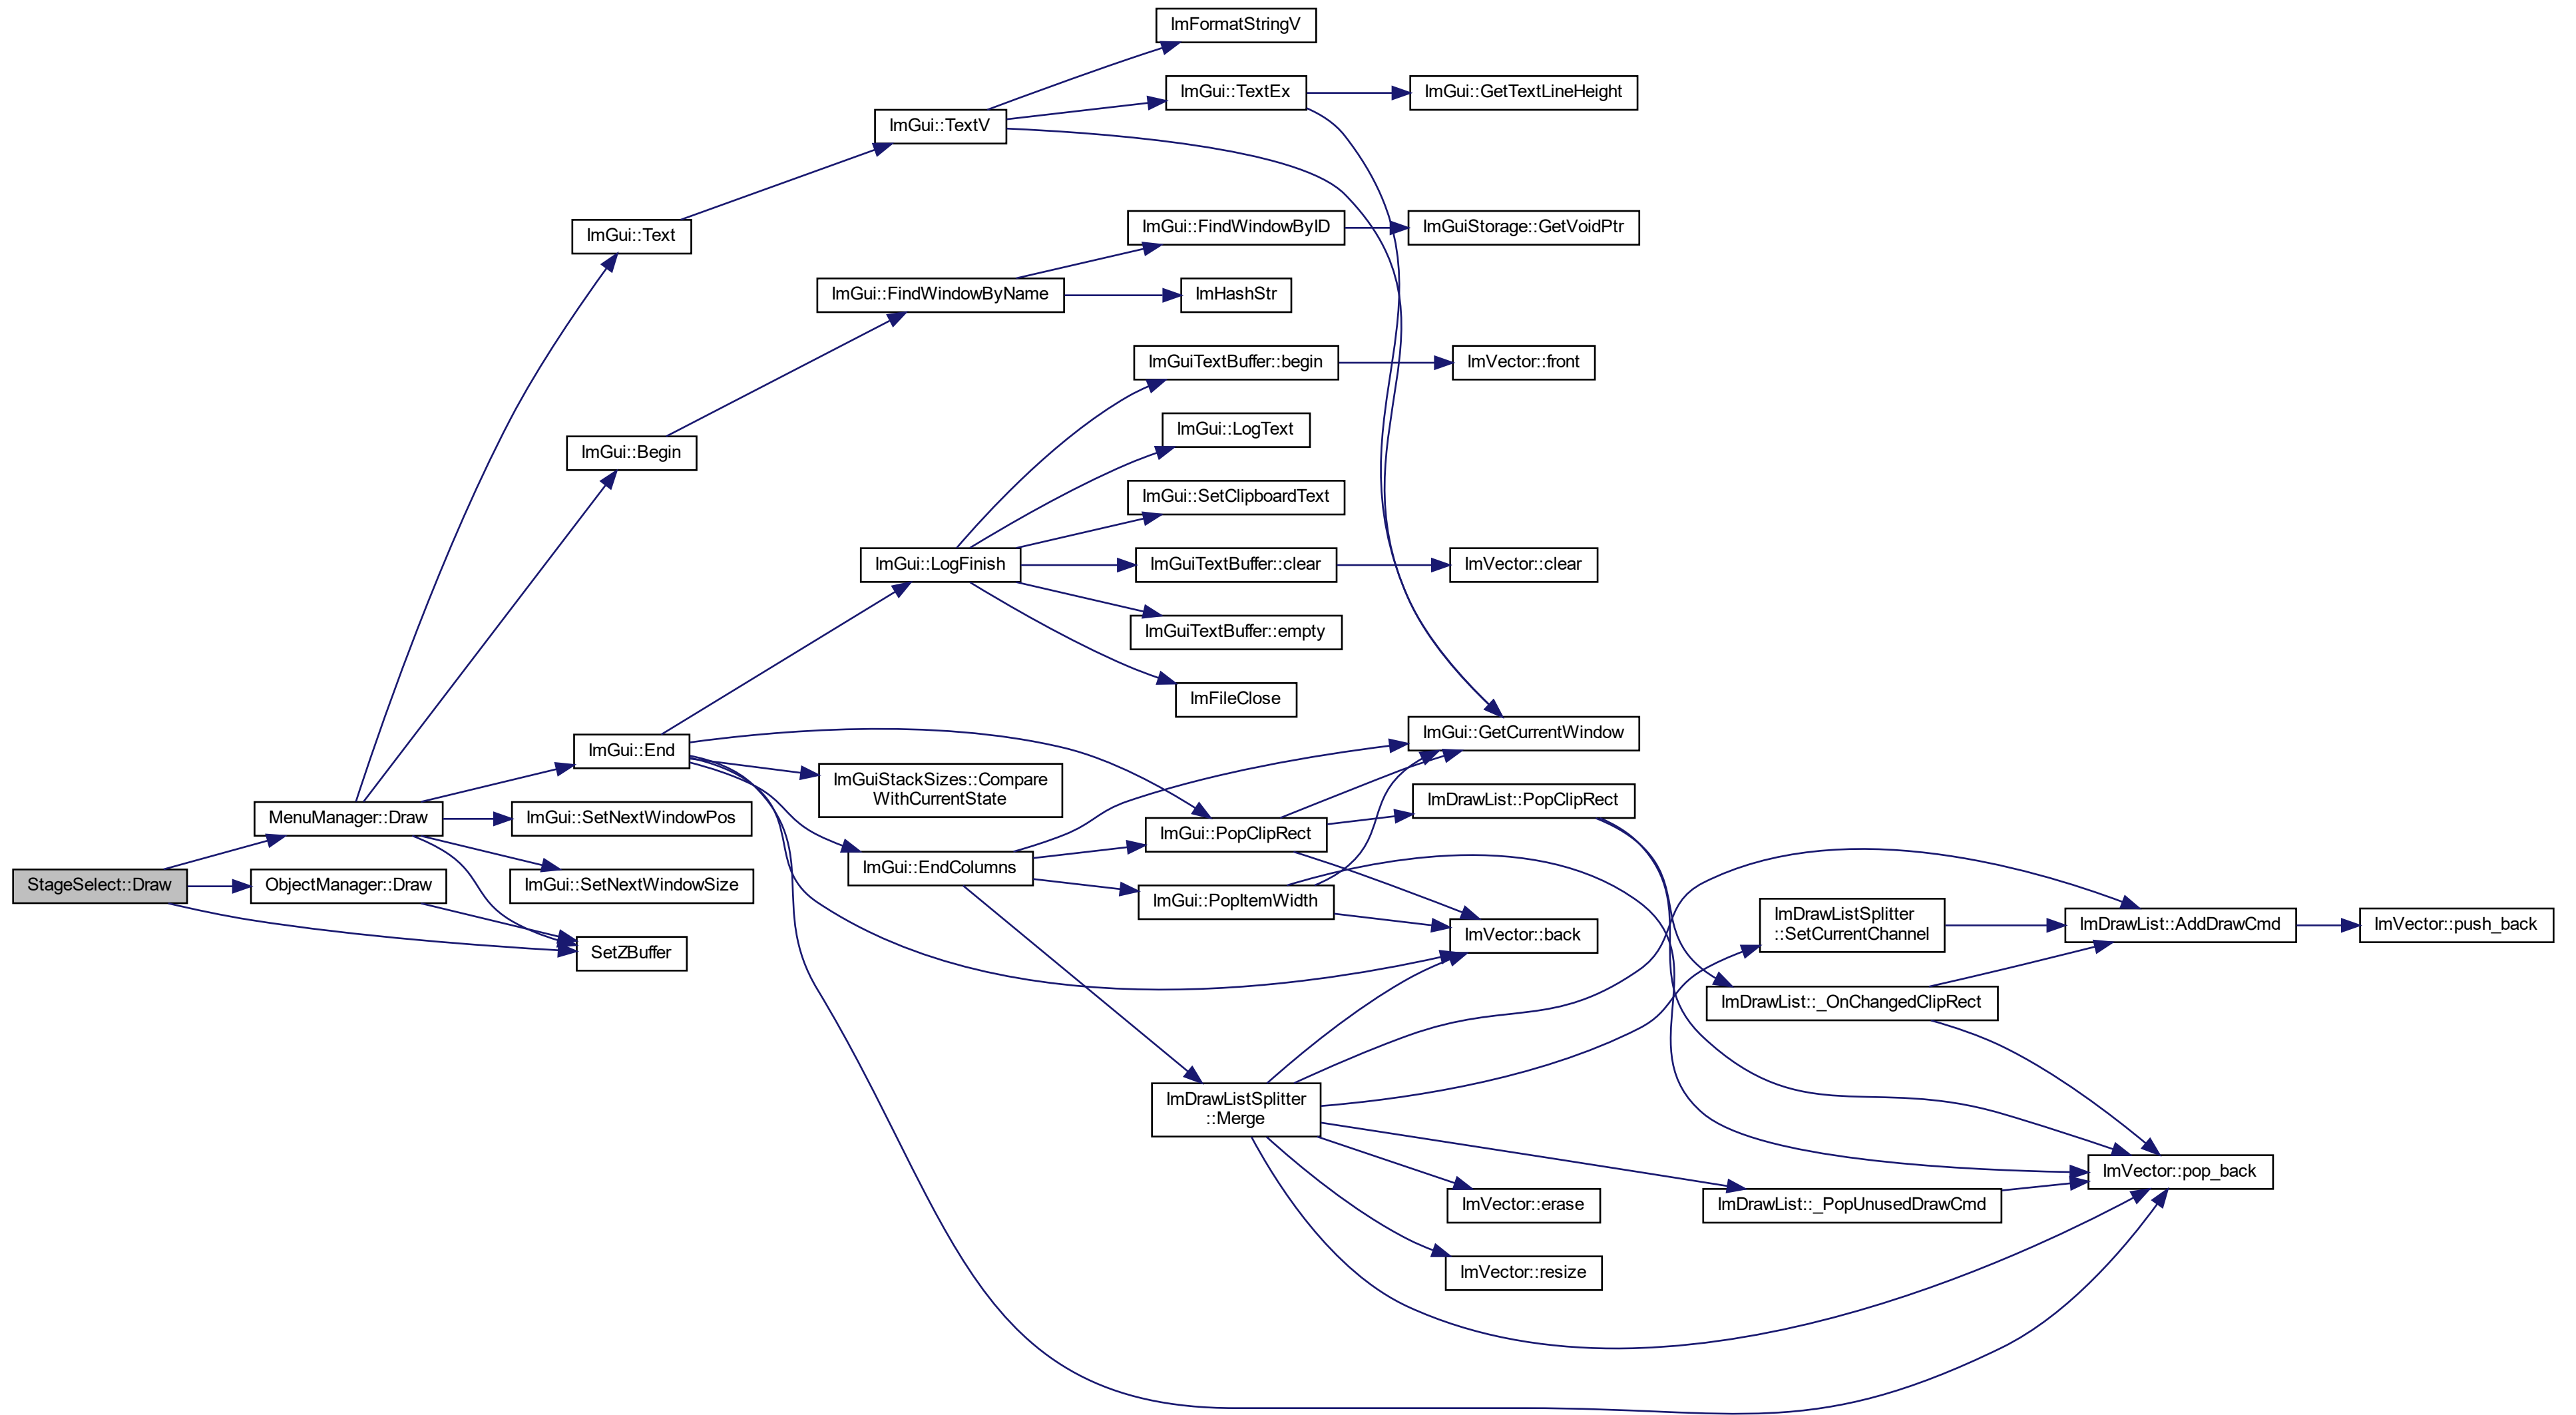 ImFormatStringV
ImGui::TextEx
ImGui::GetTextLineHeight
ImGui::TextV
ImGui::Text
ImGui::FindWindowByID
ImGuiStorage::GetVoidPtr
ImGui::FindWindowByName
ImHashStr
ImGuiTextBuffer::begin
ImVector::front
ImGui::LogText
ImGui::Begin
ImGui::SetClipboardText
ImGui::LogFinish
ImGuiTextBuffer::clear
ImVector::clear
ImGuiTextBuffer::empty
ImFileClose
ImGui::GetCurrentWindow
ImGui::End
ImGuiStackSizes::Compare
WithCurrentState
ImDrawList::PopClipRect
MenuManager::Draw
ImGui::SetNextWindowPos
ImGui::PopClipRect
ImGui::EndColumns
StageSelect::Draw
ObjectManager::Draw
ImGui::SetNextWindowSize
ImGui::PopItemWidth
ImDrawListSplitter
::SetCurrentChannel
ImDrawList::AddDrawCmd
ImVector::push_back
ImVector::back
SetZBuffer
ImDrawList::_OnChangedClipRect
ImDrawListSplitter
::Merge
ImVector::pop_back
ImVector::erase
ImDrawList::_PopUnusedDrawCmd
ImVector::resize